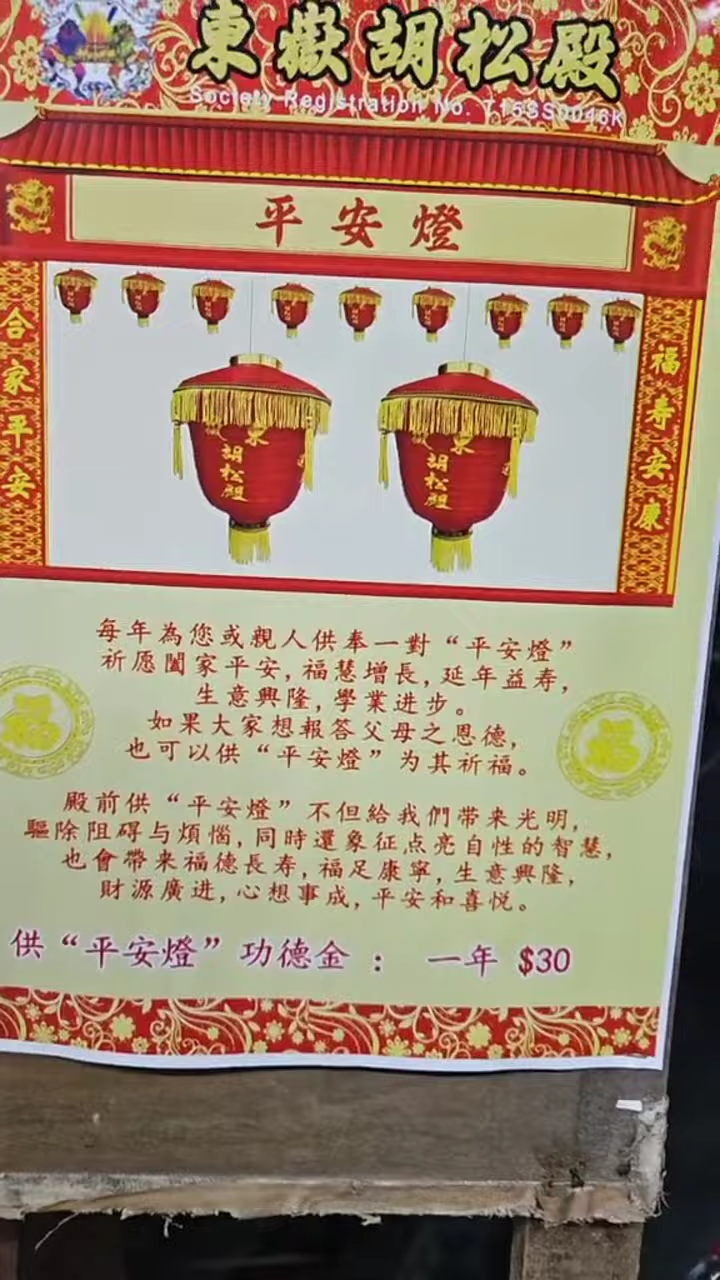 東嶽胡松殿
Society Registration No. 7153SS0046K
平安燈
合家平安
福壽安康
東嶽
胡松殿
東嶽
胡松殿
每年為您或親人供奉一對“平安燈”
祈愿閤家平安,福慧增長,延年益寿,
生意興隆,學業进步。
如果大家想報答父母之恩德,
也可以供“平安燈”为其祈福。
福
福
殿前供“平安燈”不但給我們带来光明,
驅除阻碍与煩惱,同時還象征点亮自性的智慧,
也會帶来福德長寿,福足康寧,生意興隆,
財源廣进,心想事成,平安和喜悦。
供“平安燈”功德金: 一年 $30